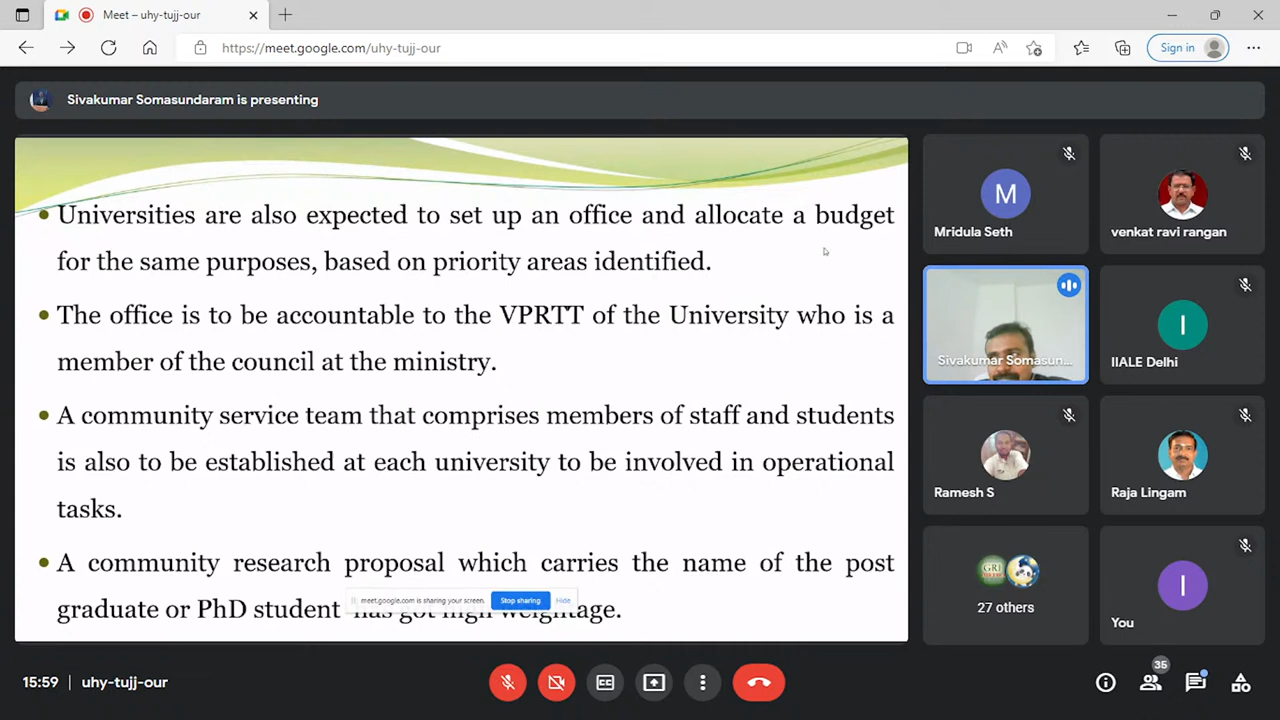 Meet – uhy-tujj-our
https://meet.google.com/uhy-tujj-our
Sign in
Sivakumar Somasundaram is presenting
• Universities are also expected to set up an office and allocate a budget
for the same purposes, based on priority areas identified.
• The office is to be accountable to the VPRTT of the University who is a
member of the council at the ministry.
• A community service team that comprises members of staff and students
is also to be established at each university to be involved in operational
tasks.
• A community research proposal which carries the name of the post
graduate or PhD student has got high weightage.
meet.google.com is sharing your screen.
Stop sharing
Hide
M
Mridula Seth
venkat ravi rangan
Sivakumar Somasun...
I
IIALE Delhi
Ramesh S
Raja Lingam
GRI
27 others
I
You
15:59 | uhy-tujj-our
CC
35